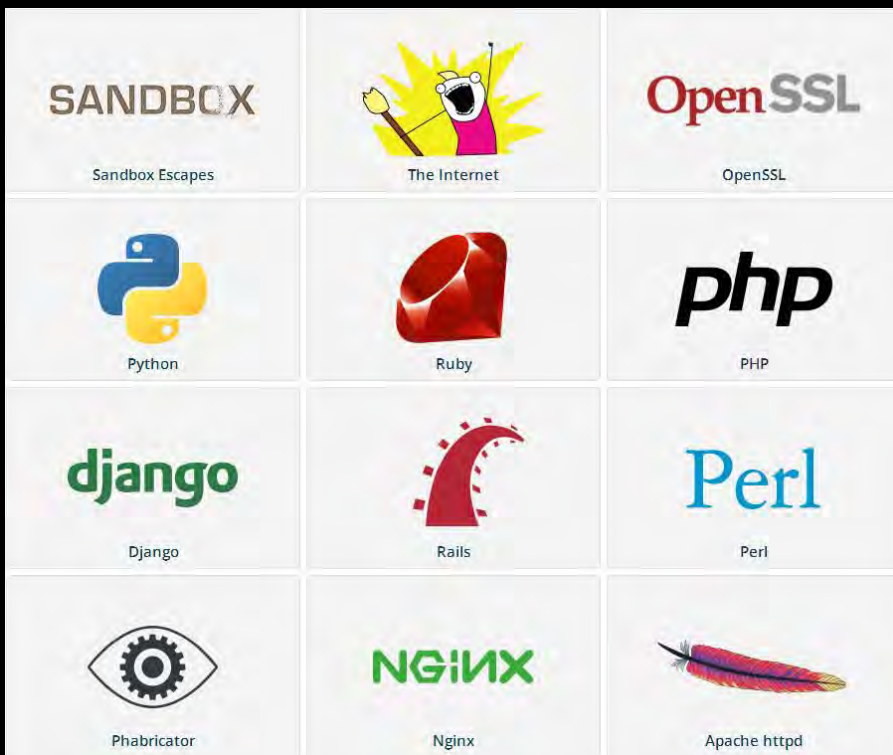 SANDBOX
Sandbox Escapes
The Internet
OpenSSL
OpenSSL
Python
Ruby
php
PHP
django
Django
Rails
Perl
Perl
Phabricator
NGiNX
Nginx
Apache httpd